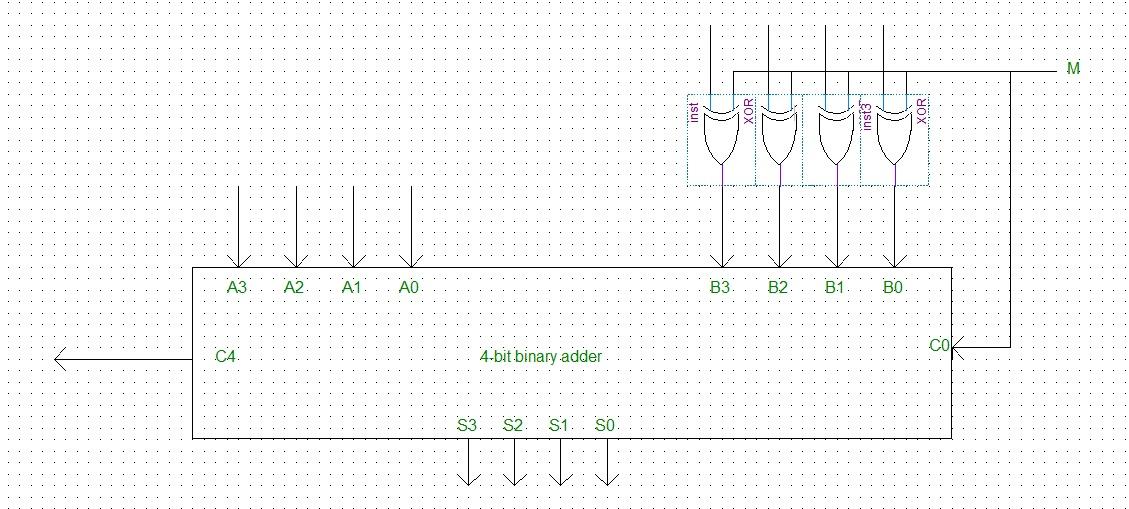 M
inst
XOR
inst3
XOR
A3 A2 A1 A0
B3 B2 B1 B0
C4
4-bit binary adder
C0
S3 S2 S1 S0